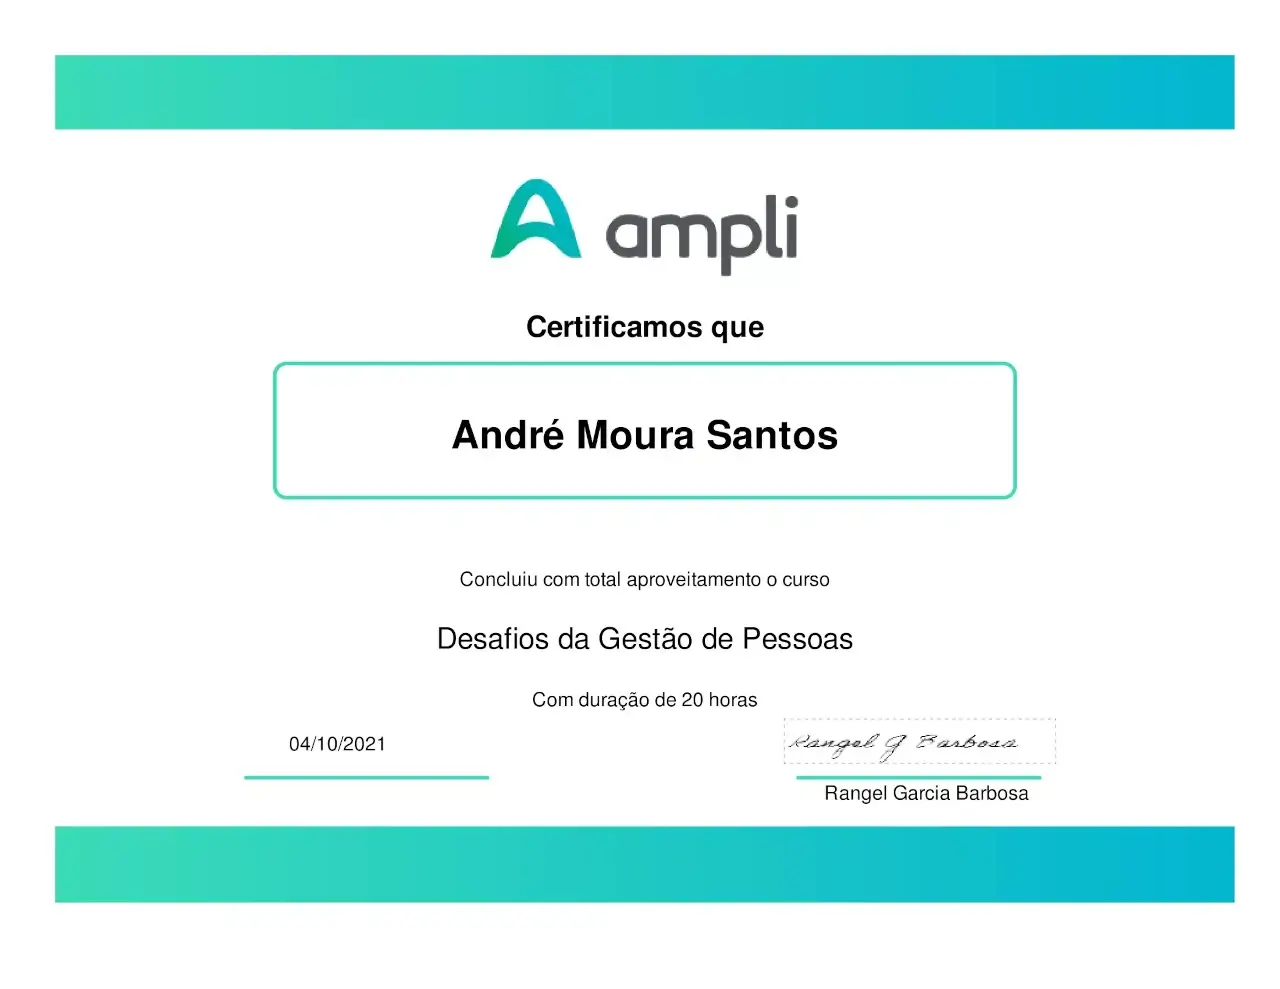 ampli
Certificamos que
André Moura Santos
Concluiu com total aproveitamento o curso
Desafios da Gestão de Pessoas
Com duração de 20 horas
04/10/2021
Rangel G Barbosa
Rangel Garcia Barbosa